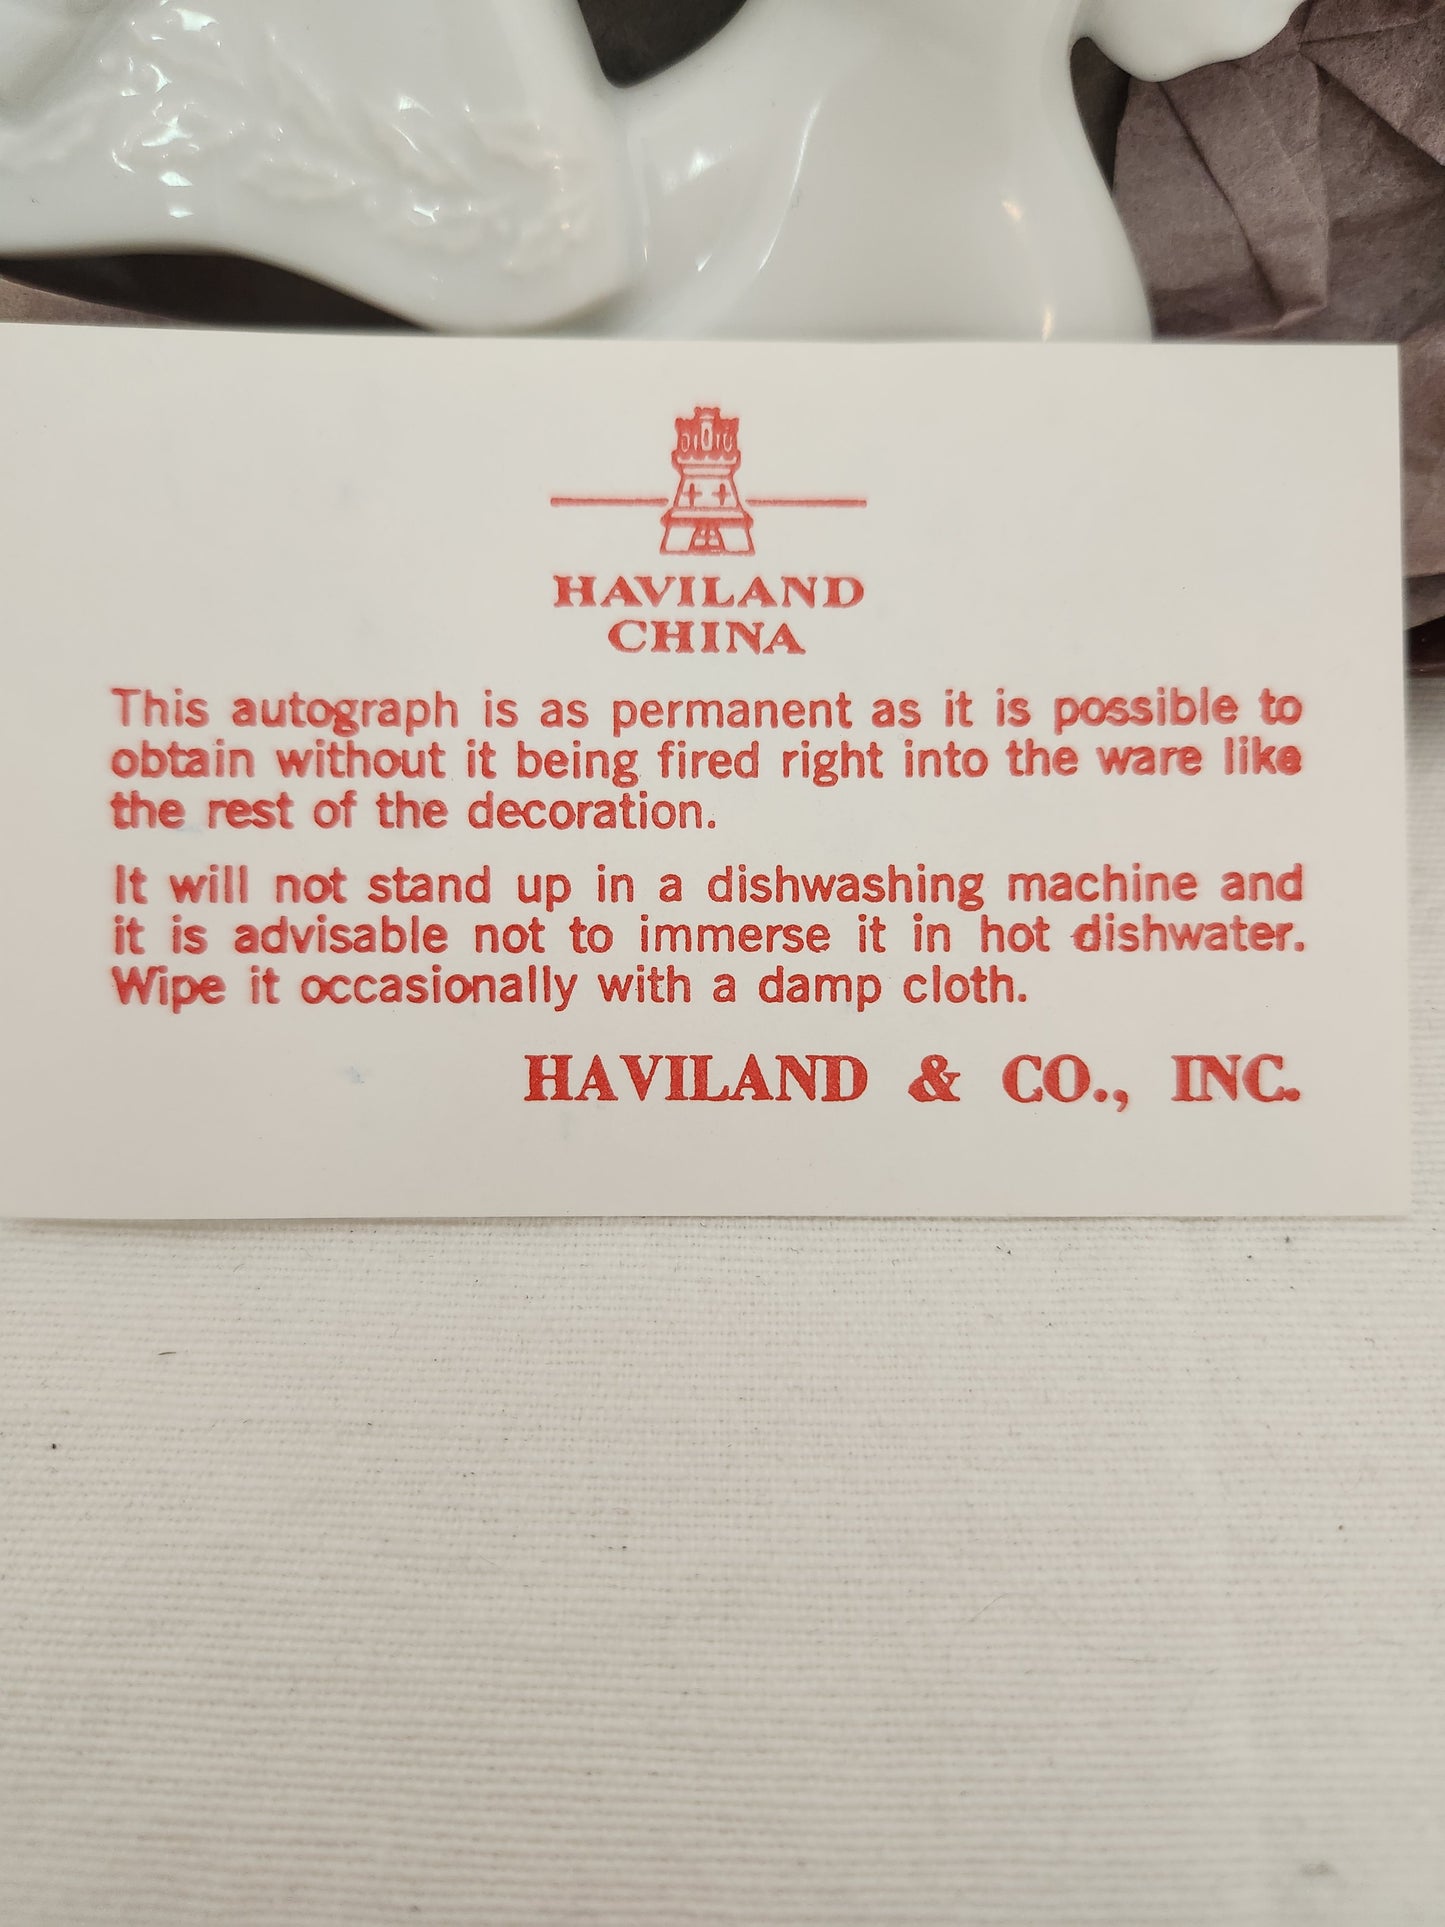 HAVILAND
CHINA
This autograph is as permanent as it is possible to
obtain without it being fired right into the ware like
the rest of the decoration.
It will not stand up in a dishwashing machine and
it is advisable not to immerse it in hot dishwater.
Wipe it occasionally with a damp cloth.
HAVILAND & CO., INC.